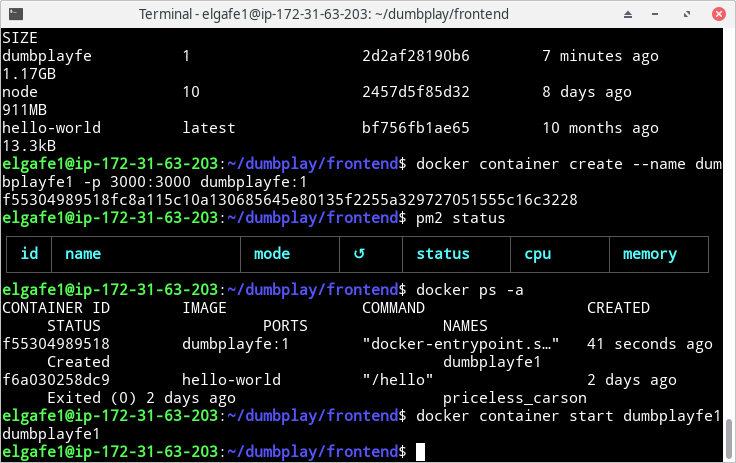 Terminal - elgafe1@ip-172-31-63-203: ~/dumbplay/frontend
SIZE
dumbplayfe 1 2d2af28190b6 7 minutes ago
1.17GB
node 10 2457d5f85d32 8 days ago
911MB
hello-world latest bf756fb1ae65 10 months ago
13.3kB
elgafe1@ip-172-31-63-203:~/dumbplay/frontend$ docker container create --name dum
bplayfe1 -p 3000:3000 dumbplayfe:1
f55304989518fc8a115c10a130685645e80135f2255a329727051555c16c3228
elgafe1@ip-172-31-63-203:~/dumbplay/frontend$ pm2 status
id name mode ↺ status cpu memory
elgafe1@ip-172-31-63-203:~/dumbplay/frontend$ docker ps -a
CONTAINER ID IMAGE COMMAND CREATED
STATUS PORTS NAMES
f55304989518 dumbplayfe:1 "docker-entrypoint.s…" 41 seconds ago
Created dumbplayfe1
f6a030258dc9 hello-world "/hello" 2 days ago
Exited (0) 2 days ago priceless_carson
elgafe1@ip-172-31-63-203:~/dumbplay/frontend$ docker container start dumbplayfe1
dumbplayfe1
elgafe1@ip-172-31-63-203:~/dumbplay/frontend$